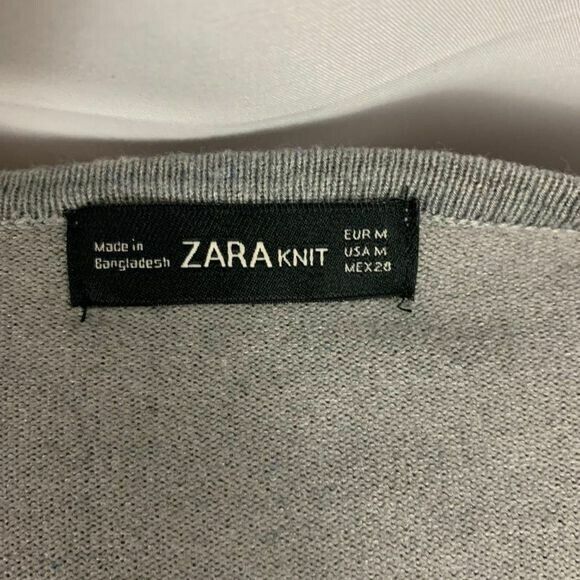 Made in
Bangladesh
ZARA KNIT
EUR M
USA M
MEX 28